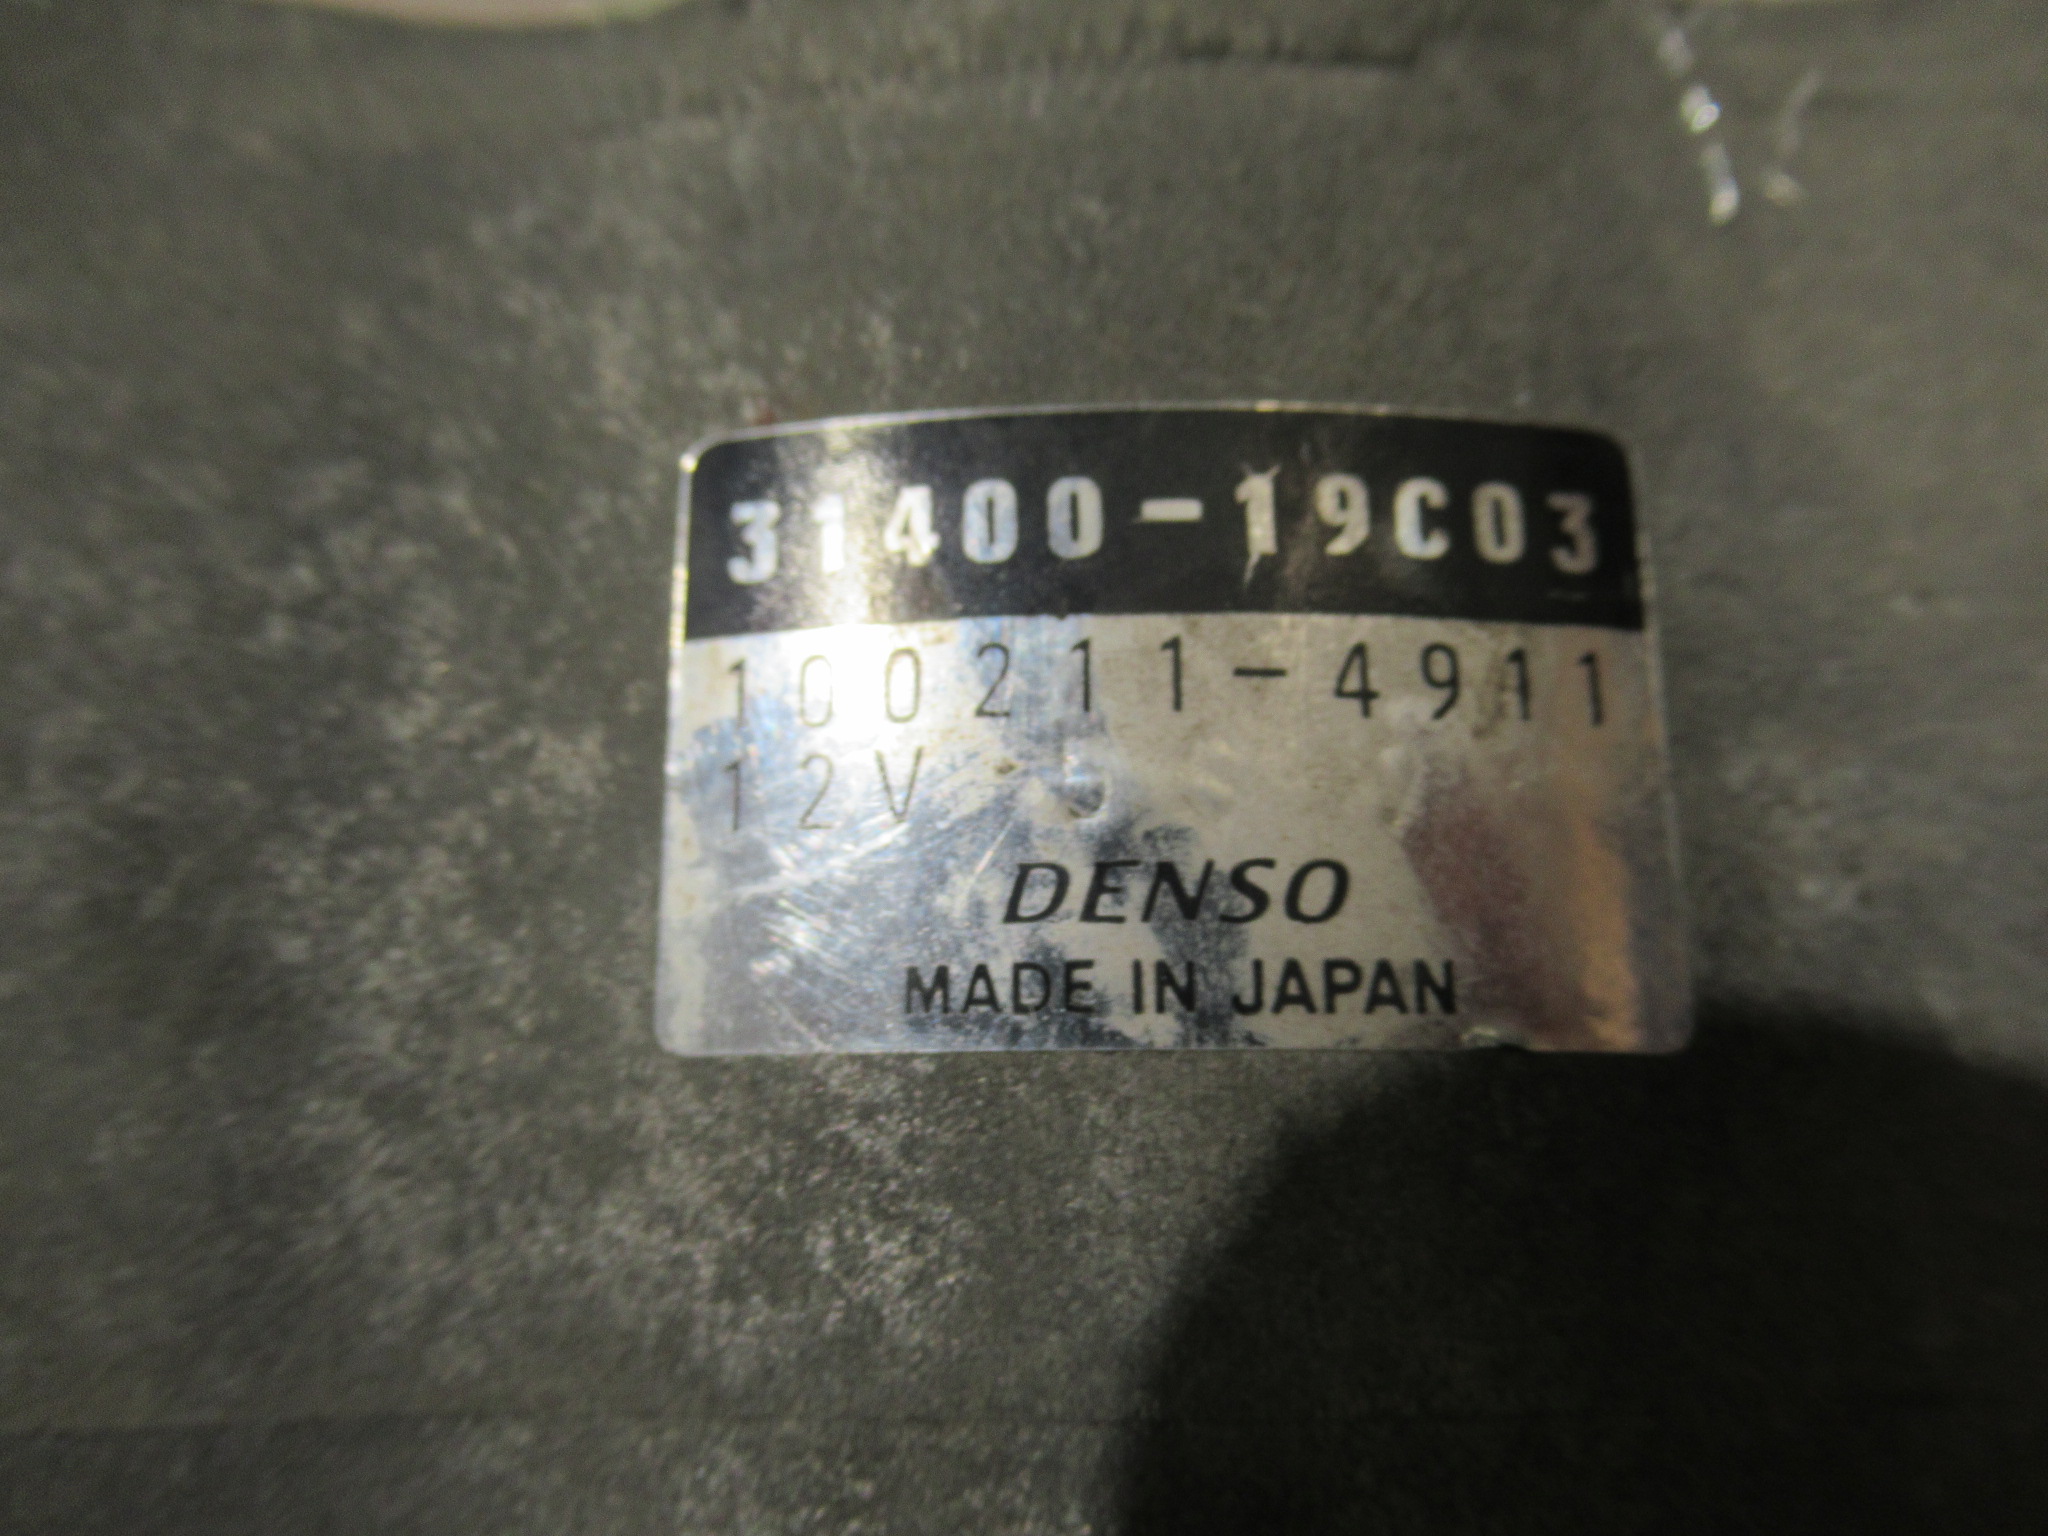 31400-19C03
100211-4911
12V J
DENSO
MADE IN JAPAN